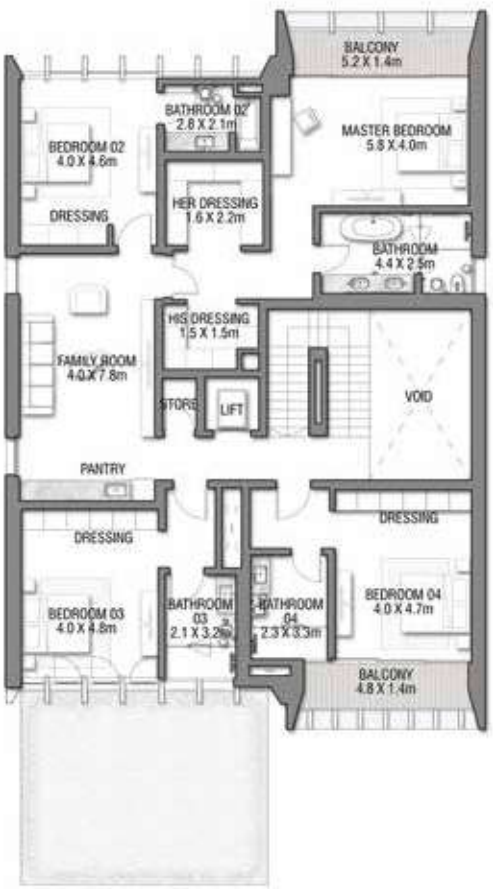 BALCONY
5.2 X 1.4m
BATHROOM 02
2.8 X 2.1m
MASTER BEDROOM
5.8 X 4.0m
BEDROOM 02
4.0 X 4.6m
HER DRESSING
1.6 X 2.2m
DRESSING
BATHROOM
4.4 X 2.5m
HIS DRESSING
1.5 X 1.5m
FAMILY ROOM
4.0 X 7.8m
STORE
LIFT
VOID
PANTRY
DRESSING
DRESSING
BEDROOM 03
4.0 X 4.8m
BATHROOM
03
2.1 X 3.2m
BATHROOM
04
2.3 X 3.3m
BEDROOM 04
4.0 X 4.7m
BALCONY
4.8 X 1.4m